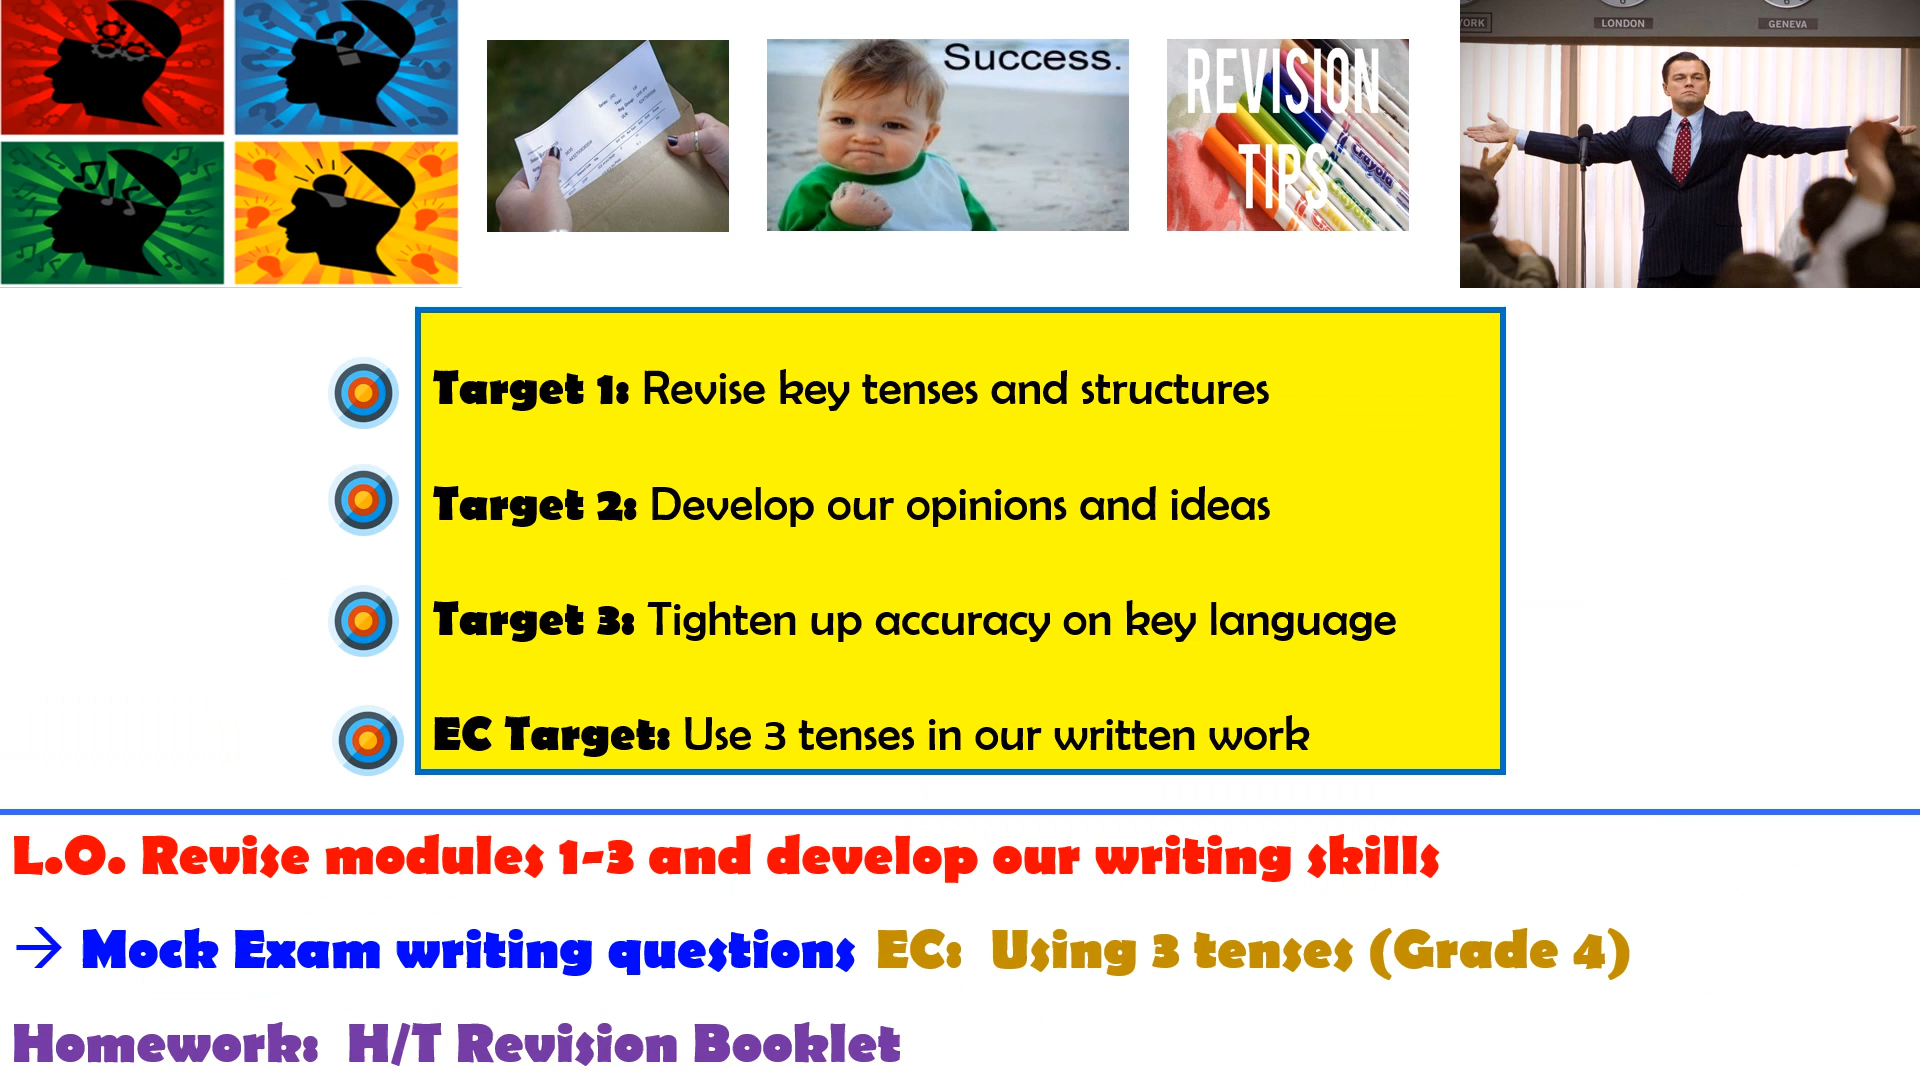 YORK
LONDON
GENEVA
Success.
REVISION
TIPS
Crayola
Target 1: Revise key tenses and structures
Target 2: Develop our opinions and ideas
Target 3: Tighten up accuracy on key language
EC Target: Use 3 tenses in our written work
L.O. Revise modules 1-3 and develop our writing skills
→ Mock Exam writing questions EC: Using 3 tenses (Grade 4)
Homework: H/T Revision Booklet